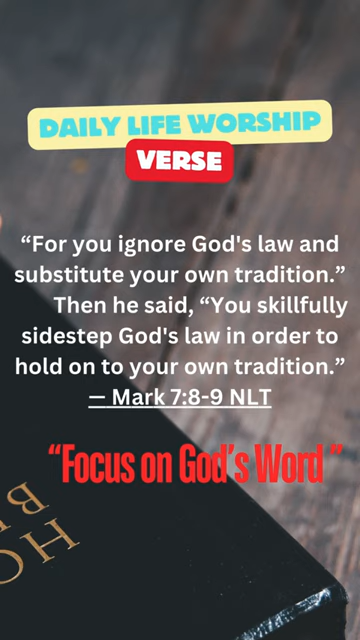 DAILY LIFE WORSHIP
VERSE
“For you ignore God's law and
substitute your own tradition.”
Then he said, “You skillfully
sidestep God's law in order to
hold on to your own tradition.”
— Mark 7:8-9 NLT
“Focus on God's Word ”
HO
BI